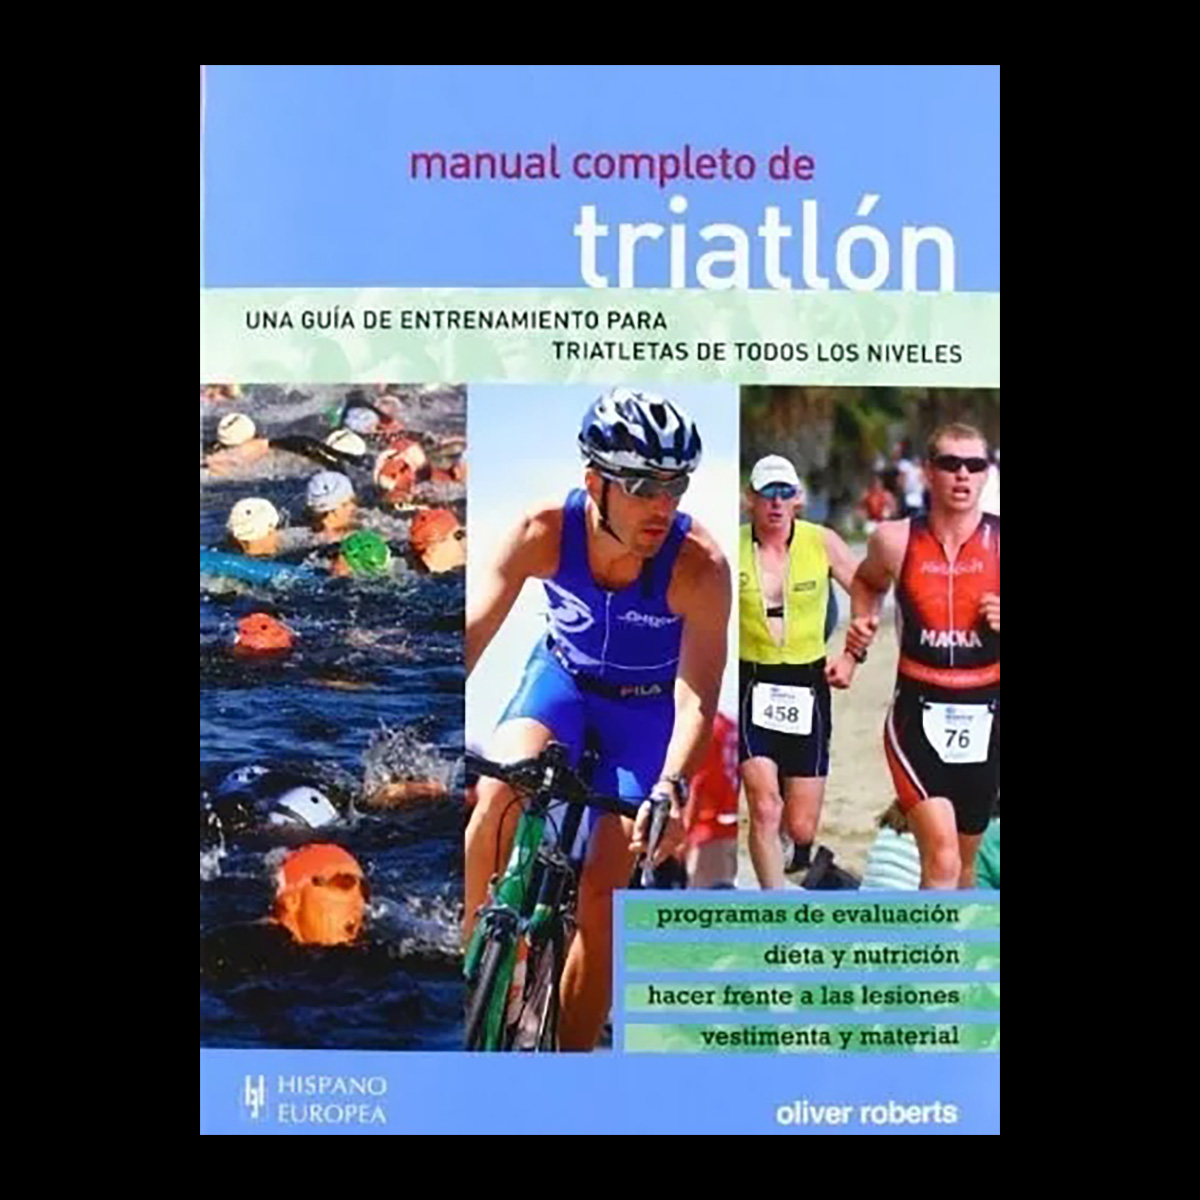 manual completo de
triatlón
UNA GUÍA DE ENTRENAMIENTO PARA
TRIATLETAS DE TODOS LOS NIVELES
FILA
MACKA
458
76
programas de evaluación
dieta y nutrición
hacer frente a las lesiones
vestimenta y material
HISPANO
EUROPEA
oliver roberts